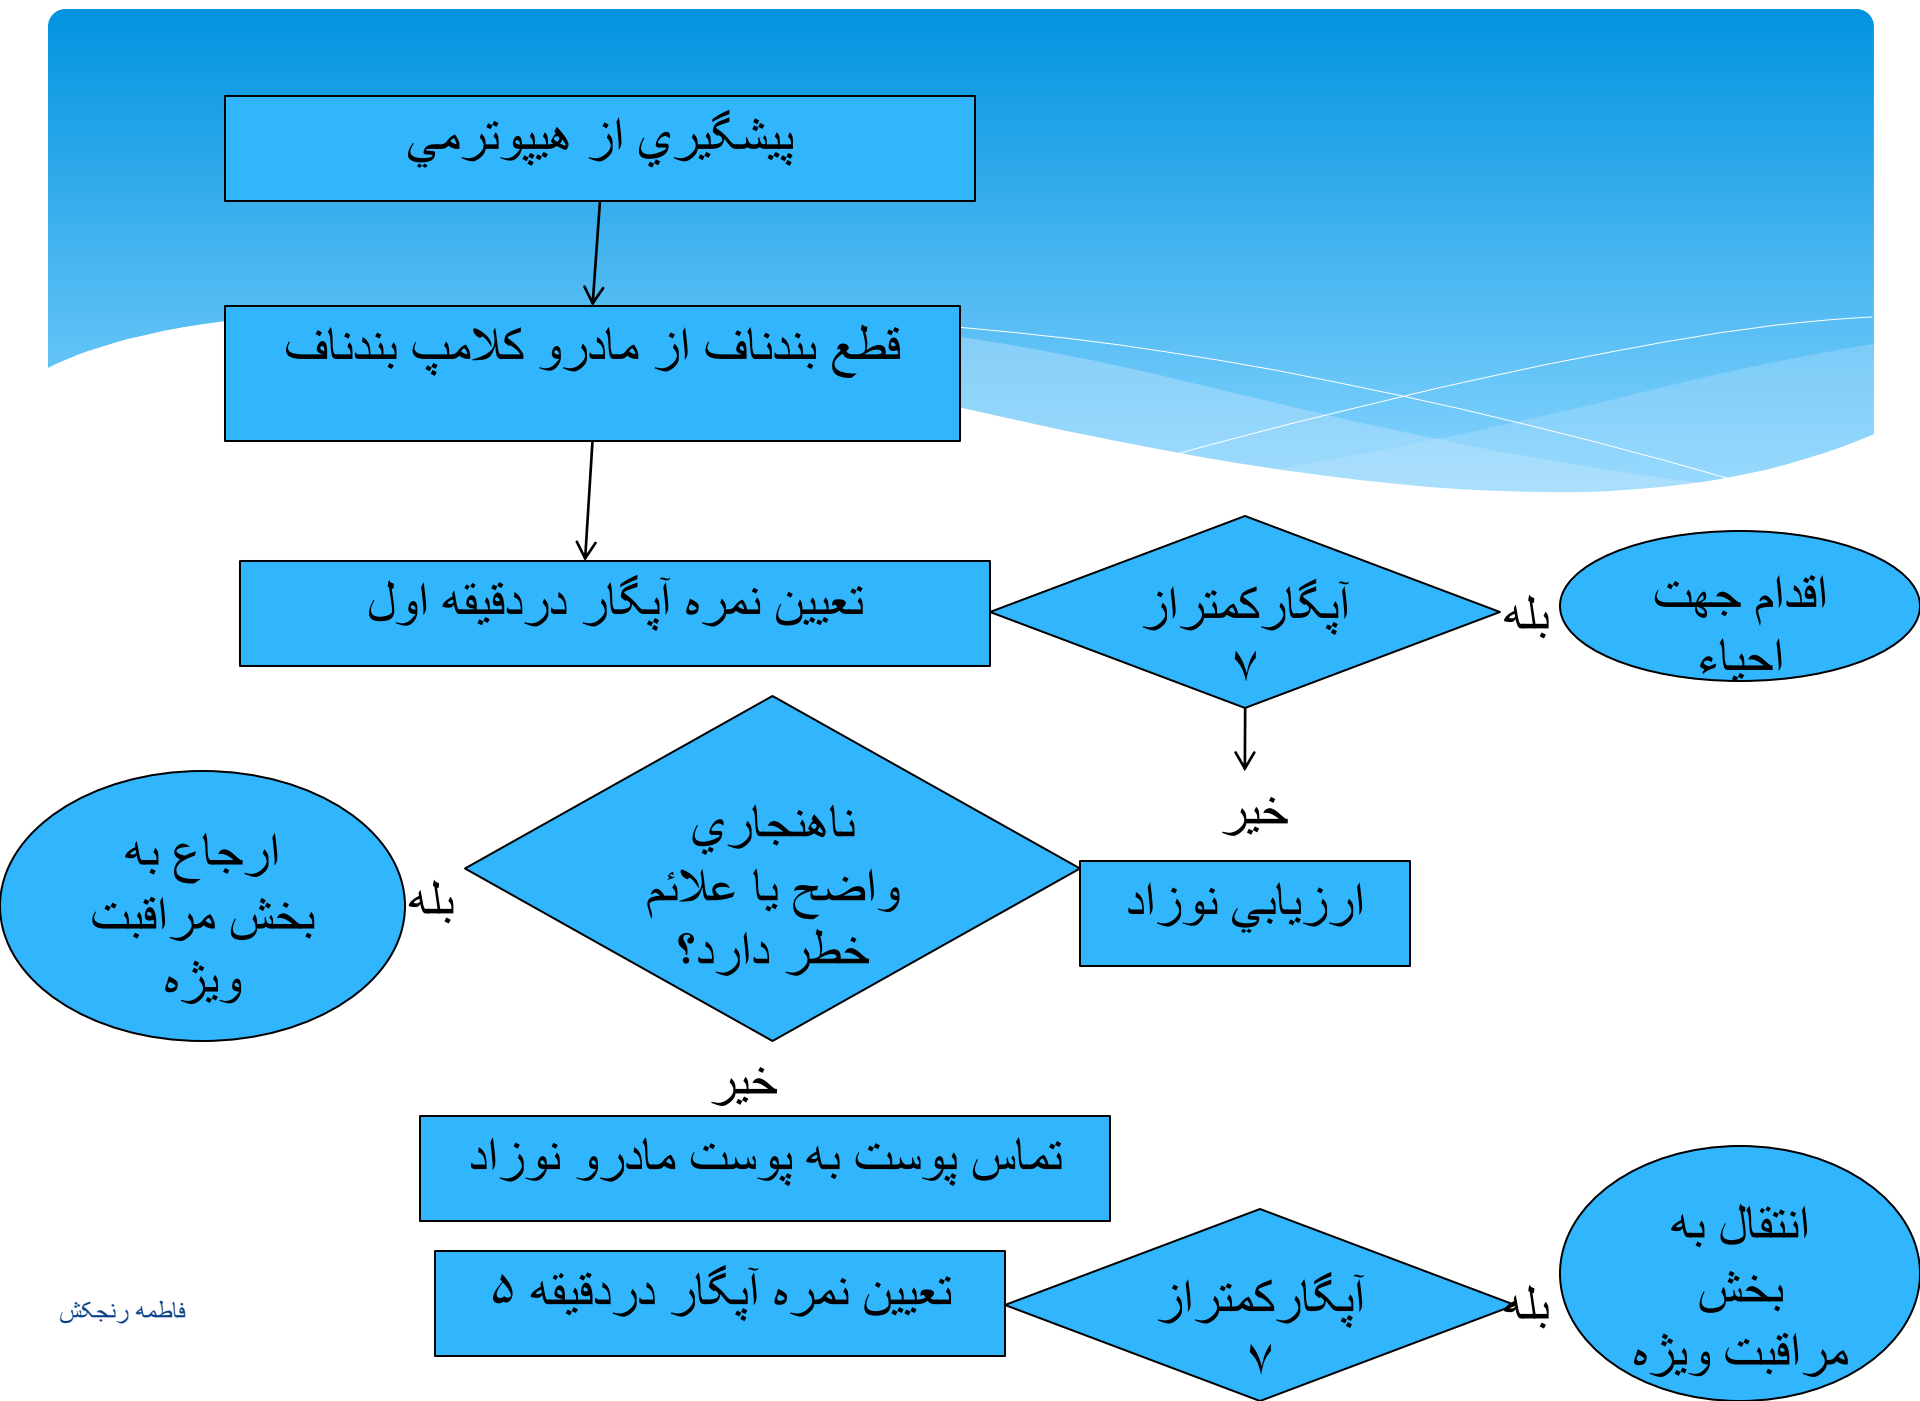 پيشگيري از هيپوترمي
قطع بندناف از مادرو کلامپ بندناف
تعيين نمره آپگار دردقيقه اول
آپگارکمتراز
۷
بله
اقدام جهت
احياء
خير
ارزيابي نوزاد
ناهنجاري
واضح يا علائم
خطر دارد؟
بله
ارجاع به
بخش مراقبت
ويژه
خير
تماس پوست به پوست مادرو نوزاد
تعيين نمره آپگار دردقيقه ۵
آپگارکمتراز
۷
بله
انتقال به
بخش
مراقبت ويژه
فاطمه رنجکش